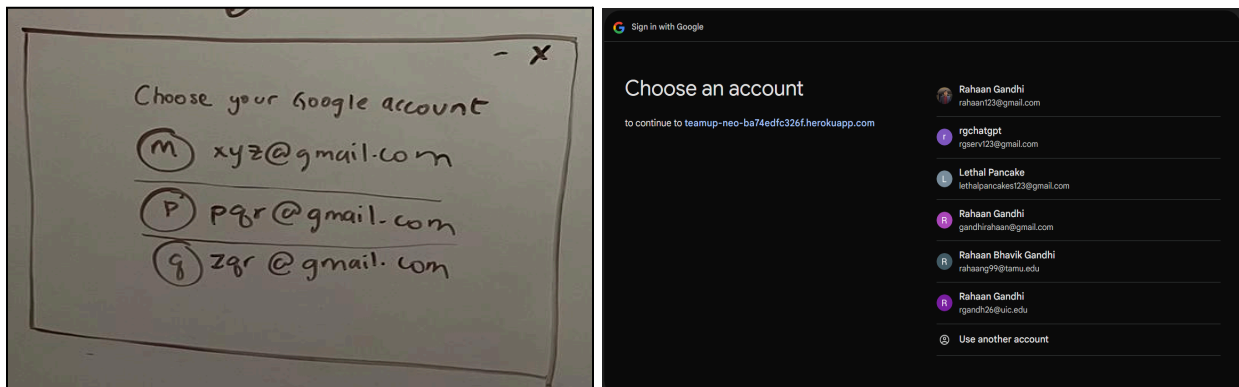 - x
Choose your Google account
m xyz@gmail.com
P pqr@gmail.com
q zqr @ gmail.com
Sign in with Google
Choose an account
to continue to teamup-neo-ba74edfc326f.herokuapp.com
Rahaan Gandhi
rahaan123@gmail.com
r rgchatgpt
rgserv123@gmail.com
L Lethal Pancake
lethalpancakes123@gmail.com
R Rahaan Gandhi
gandhirahaan@gmail.com
R Rahaan Bhavik Gandhi
rahaang99@tamu.edu
R Rahaan Gandhi
rgandh26@uic.edu
Use another account